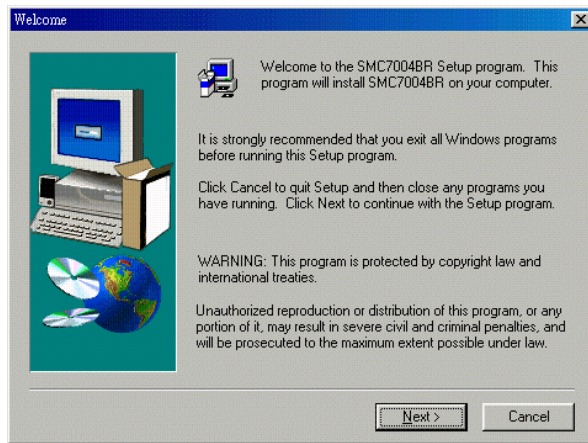 Welcome
Welcome to the SMC7004BR Setup program. This
program will install SMC7004BR on your computer.
It is strongly recommended that you exit all Windows programs
before running this Setup program.
Click Cancel to quit Setup and then close any programs you
have running. Click Next to continue with the Setup program.
WARNING: This program is protected by copyright law and
international treaties.
Unauthorized reproduction or distribution of this program, or any
portion of it, may result in severe civil and criminal penalties, and
will be prosecuted to the maximum extent possible under law.
Next >
Cancel